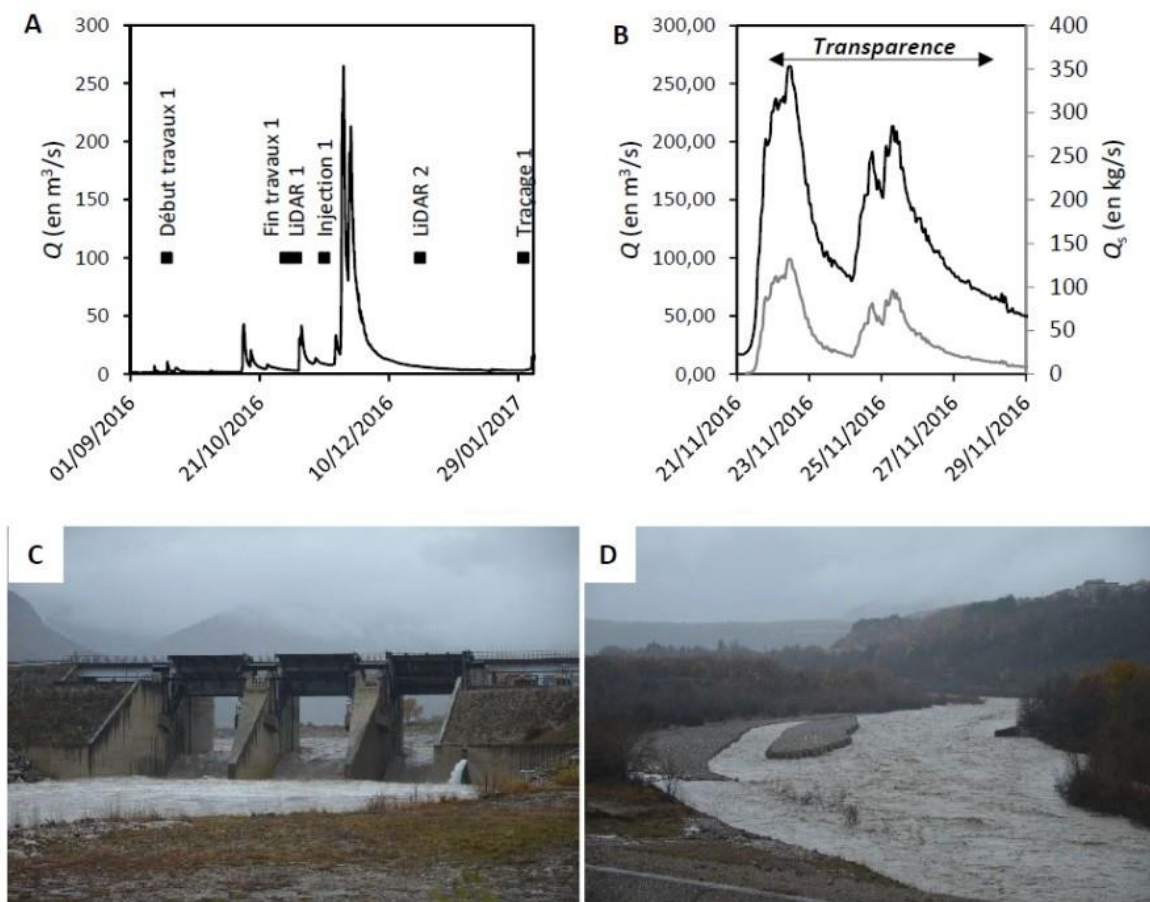 A
300
250
200
150
100
50
0
Q (en m³/s)
Début travaux 1
Fin travaux 1
LiDAR 1
Injection 1
LiDAR 2
Traçage 1
01/09/2016
21/10/2016
10/12/2016
29/01/2017
B
300,00
250,00
200,00
150,00
100,00
50,00
0,00
Q (en m³/s)
Transparence
400
350
300
250
200
150
100
50
0
Qs (en kg/s)
21/11/2016
23/11/2016
25/11/2016
27/11/2016
29/11/2016
C
D